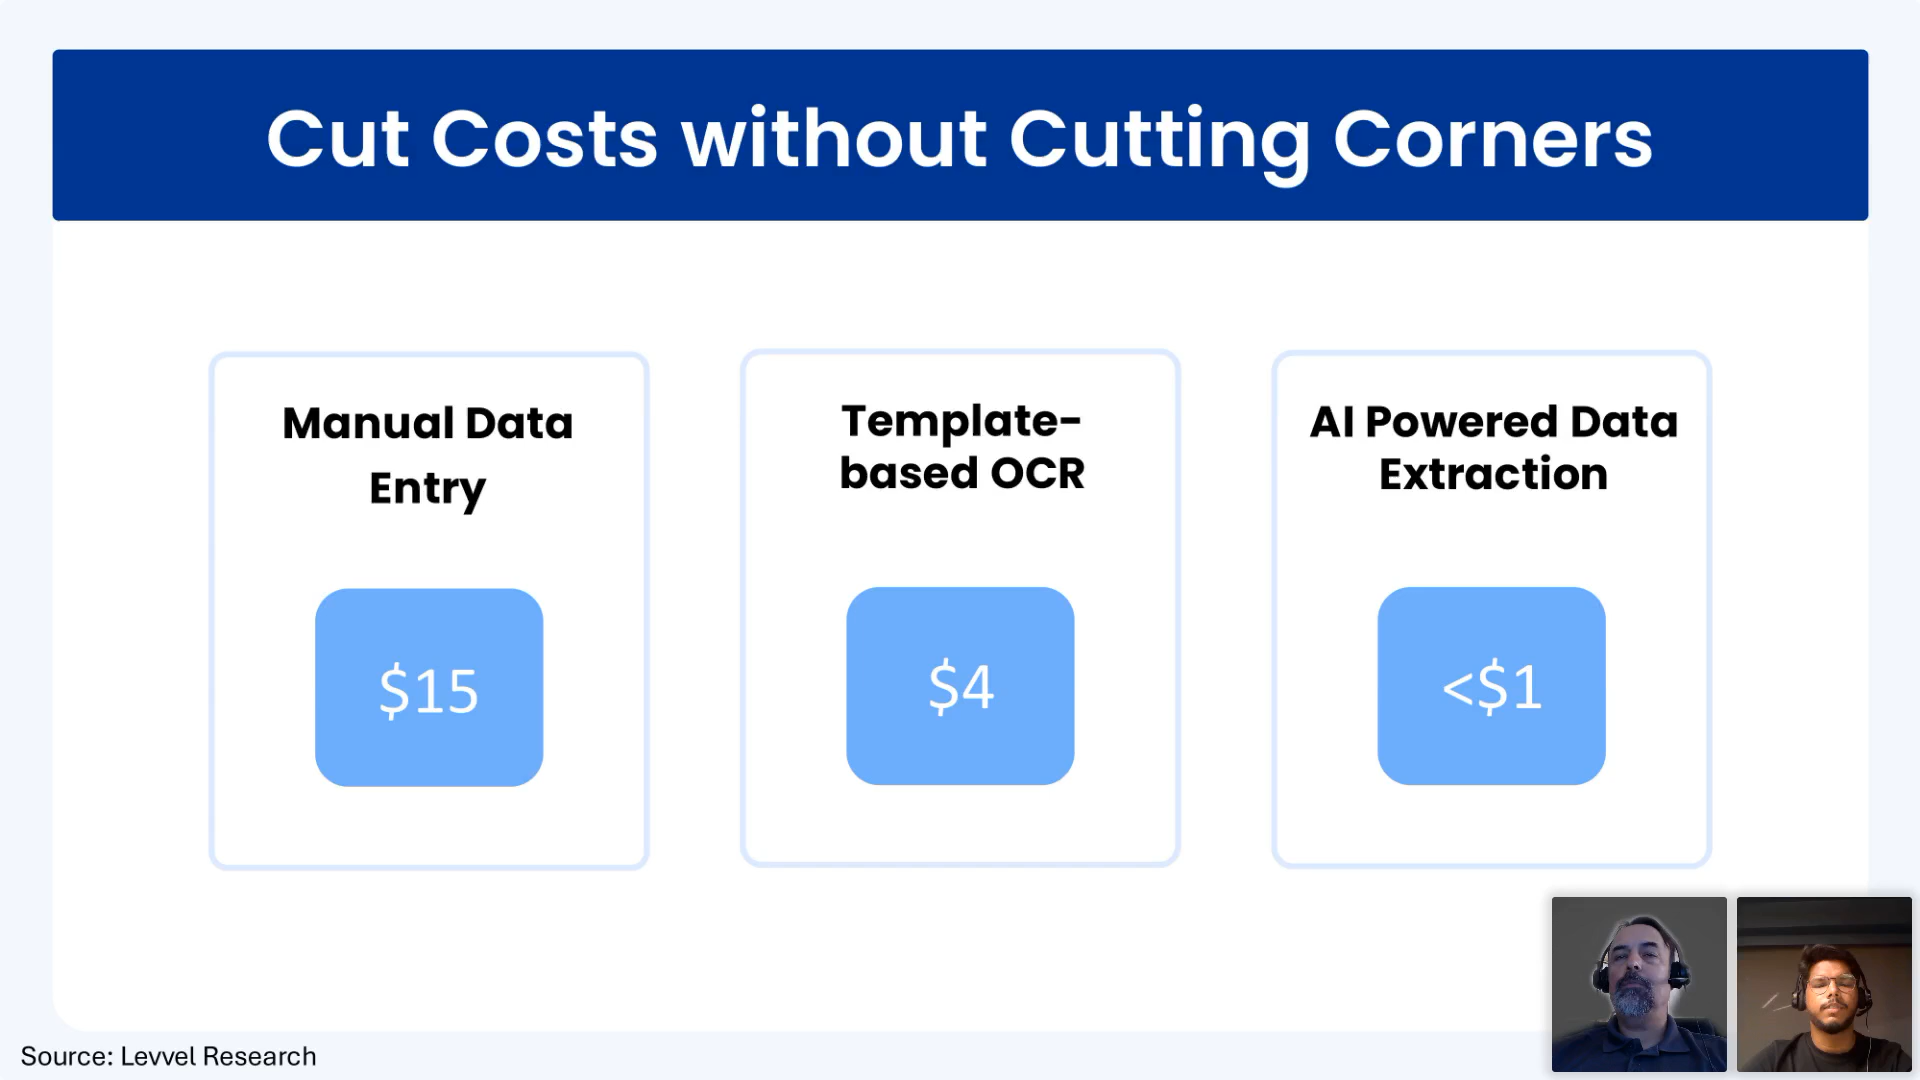 Cut Costs without Cutting Corners
Manual Data
Entry
$15
Template-
based OCR
$4
AI Powered Data
Extraction
<$1
Source: Levvel Research